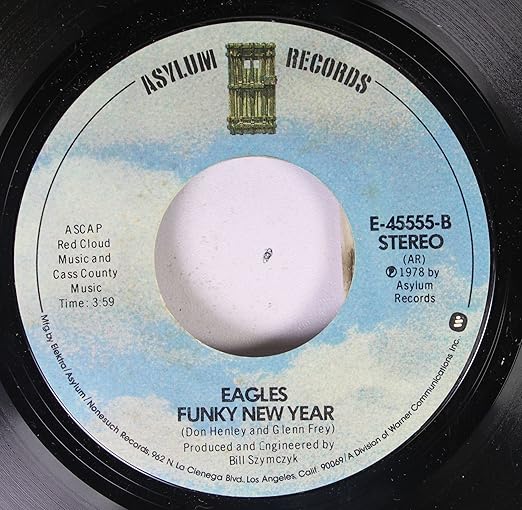 ASYLUM RECORDS
ASCAP
Red Cloud
Music and
Cass County
Music
Time: 3:59
E-45555-B
STEREO
(AR)
℗ 1978 by
Asylum
Records
EAGLES
FUNKY NEW YEAR
(Don Henley and Glenn Frey)
Produced and Engineered by
Bill Szymczyk
Mfg by Elektra/Asylum/Nonesuch Records, 962 N. La Cienega Blvd., Los Angeles, Calif. 90069/A Division of Warner Communications Inc.